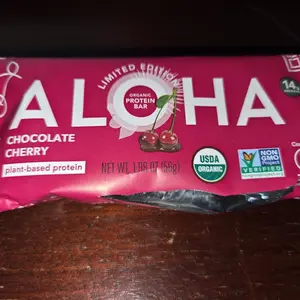 LIMITED EDITION
ALOHA
ORGANIC
PROTEIN
BAR
14g
CHOCOLATE
CHERRY
plant-based protein
NET WT. 1.98 OZ (56g)
USDA
ORGANIC
NON
GMO
Project
VERIFIED